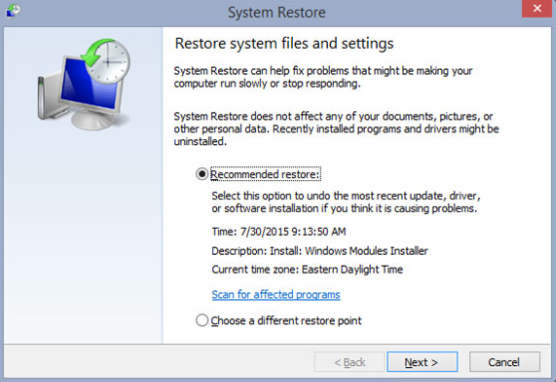 System Restore
Restore system files and settings
System Restore can help fix problems that might be making your
computer run slowly or stop responding.
System Restore does not affect any of your documents, pictures, or
other personal data. Recently installed programs and drivers might be
uninstalled.
Recommended restore:
Select this option to undo the most recent update, driver,
or software installation if you think it is causing problems.
Time: 7/30/2015 9:13:50 AM
Description: Install: Windows Modules Installer
Current time zone: Eastern Daylight Time
Scan for affected programs
Choose a different restore point
< Back Next > Cancel